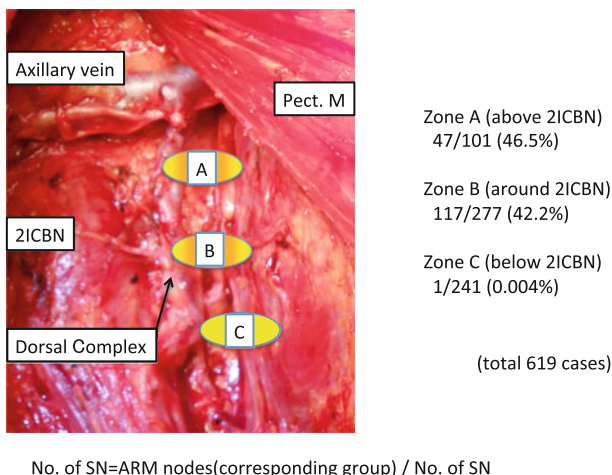 Axillary vein
Pect. M
A
2ICBN
B
Dorsal Complex
C
Zone A (above 2ICBN)
47/101 (46.5%)
Zone B (around 2ICBN)
117/277 (42.2%)
Zone C (below 2ICBN)
1/241 (0.004%)
(total 619 cases)
No. of SN=ARM nodes(corresponding group) / No. of SN